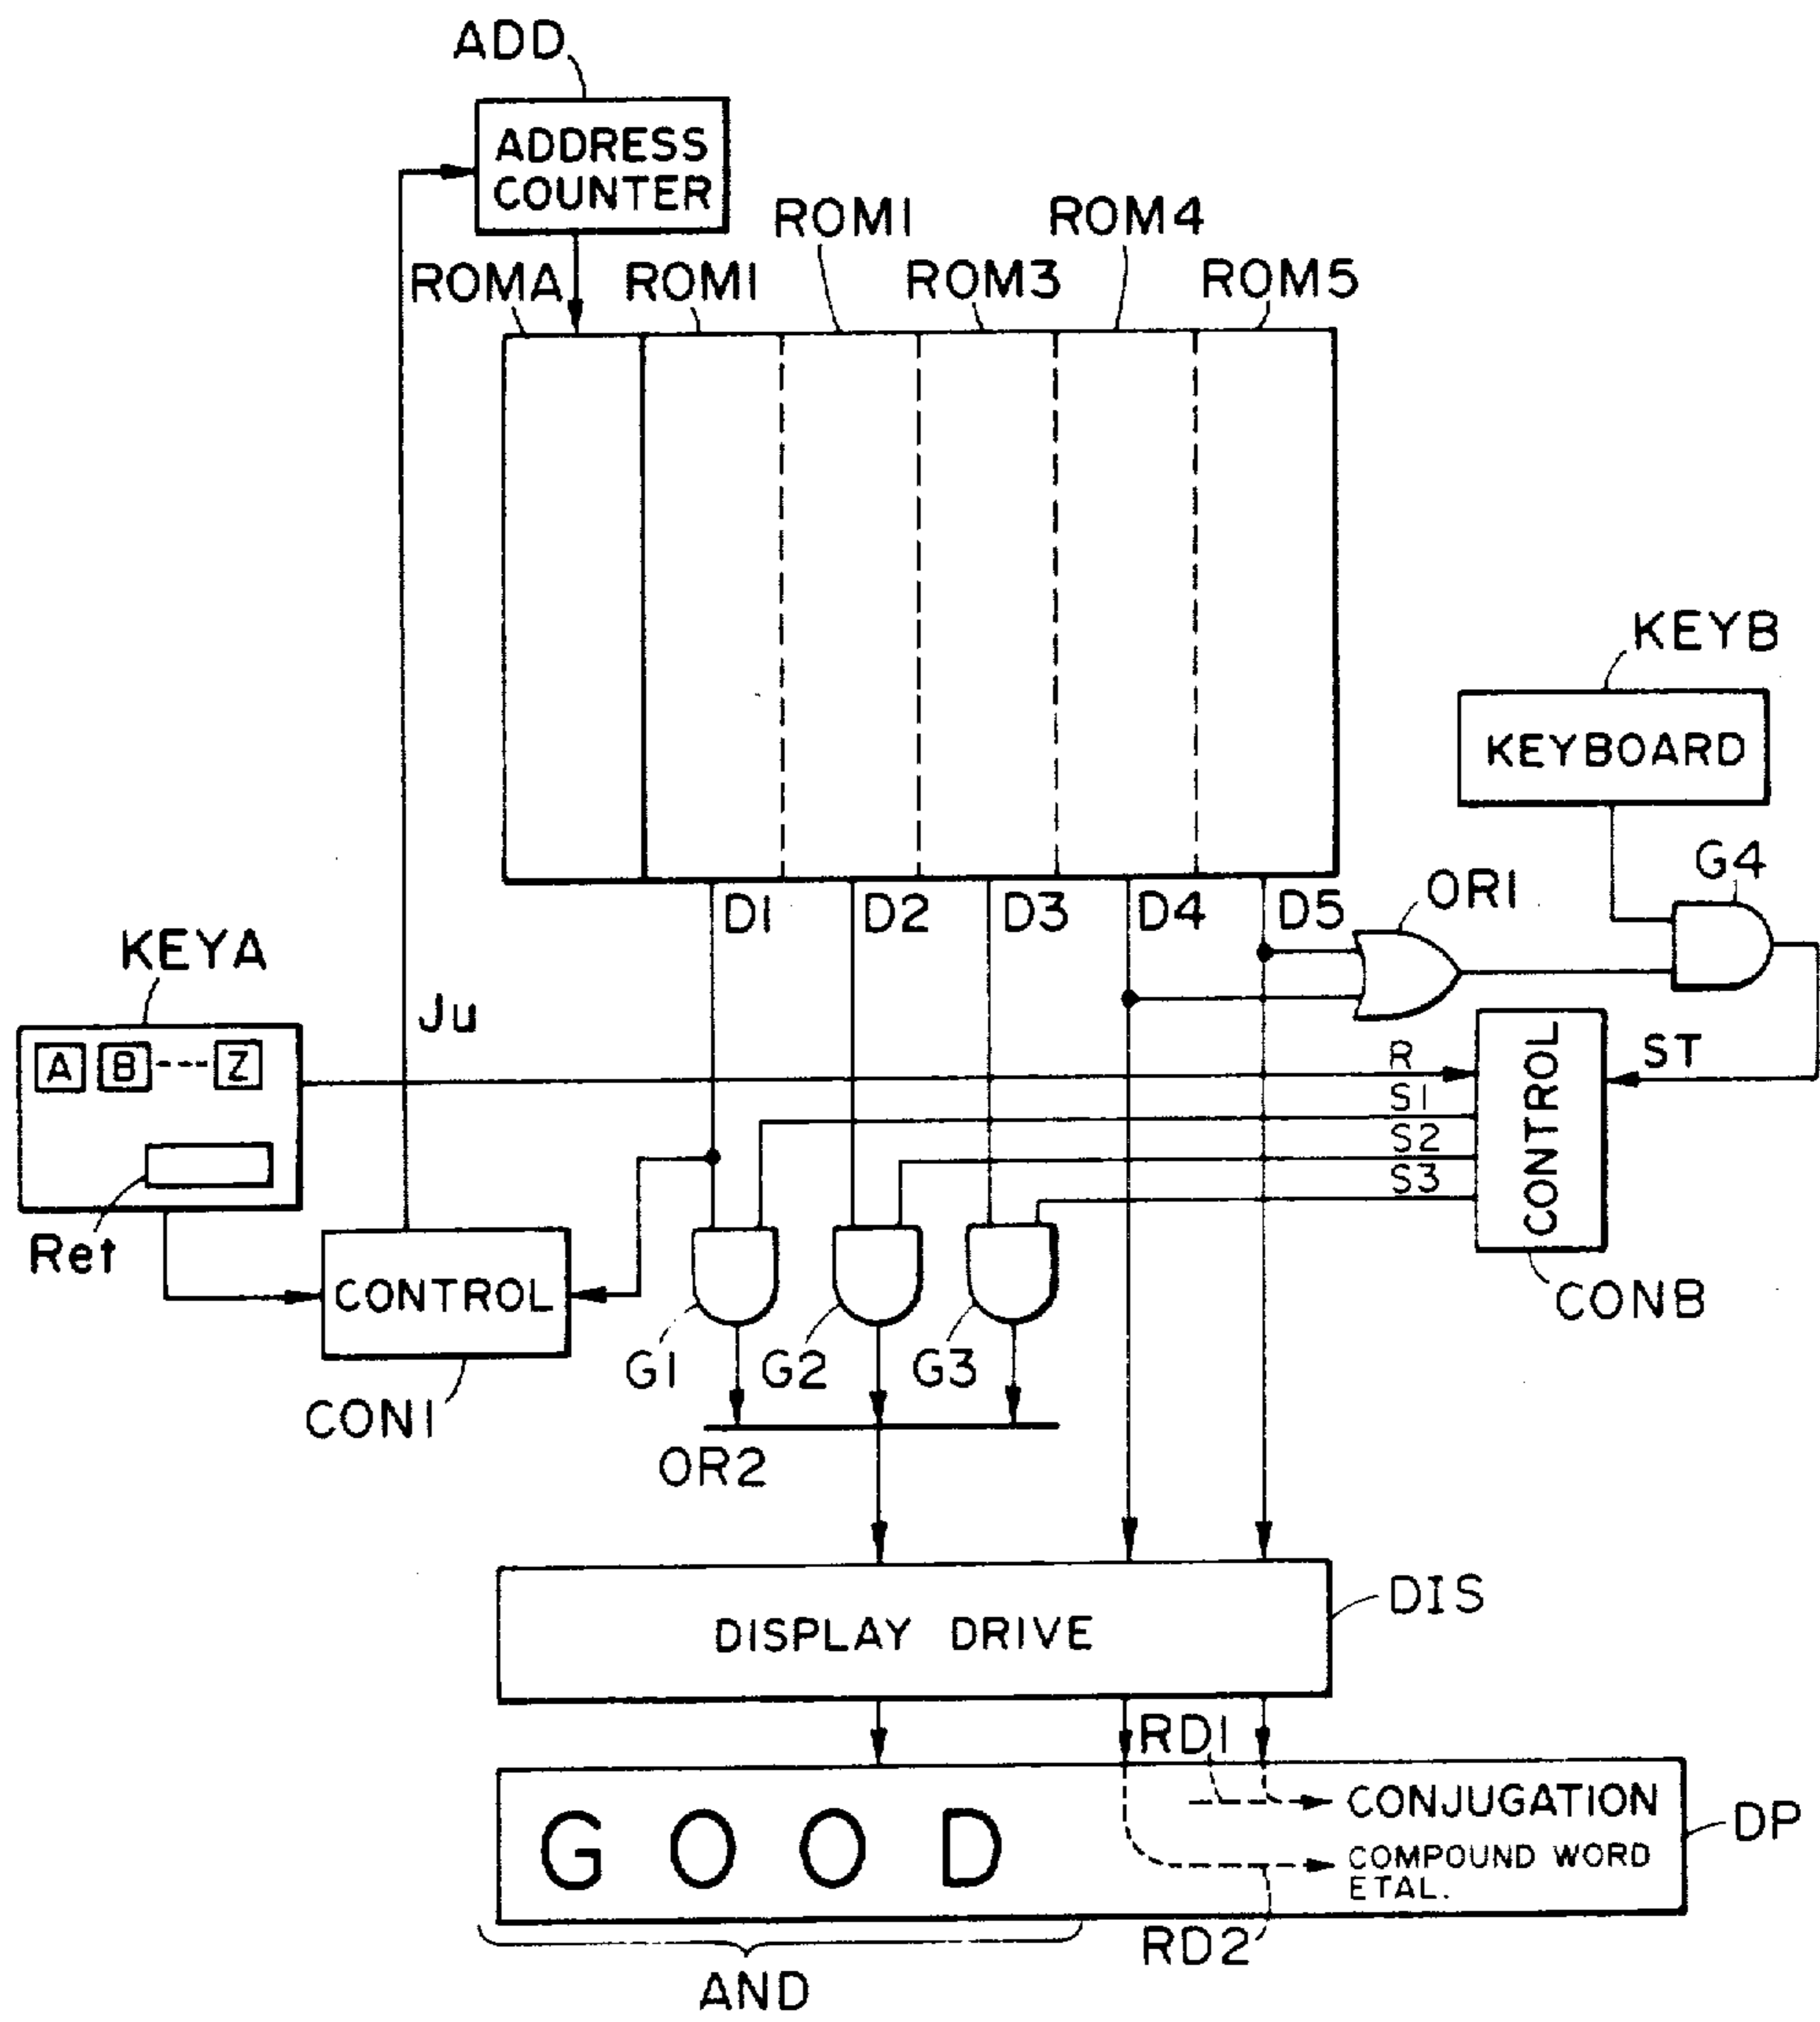 ADD
ADDRESS
COUNTER
ROM1
ROM4
ROMA
ROM1
ROM3
ROM5
KEYB
KEYBOARD
G4
OR1
D1
D2
D3
D4
D5
KEYA
Ju
A B --- Z
R
ST
S1
S2
S3
CONTROL
Ret
CONTROL
CONB
G1
G2
G3
CON1
OR2
DIS
DISPLAY DRIVE
RD1
CONJUGATION
DP
GOOD
COMPOUND WORD
ETAL.
RD2
AND